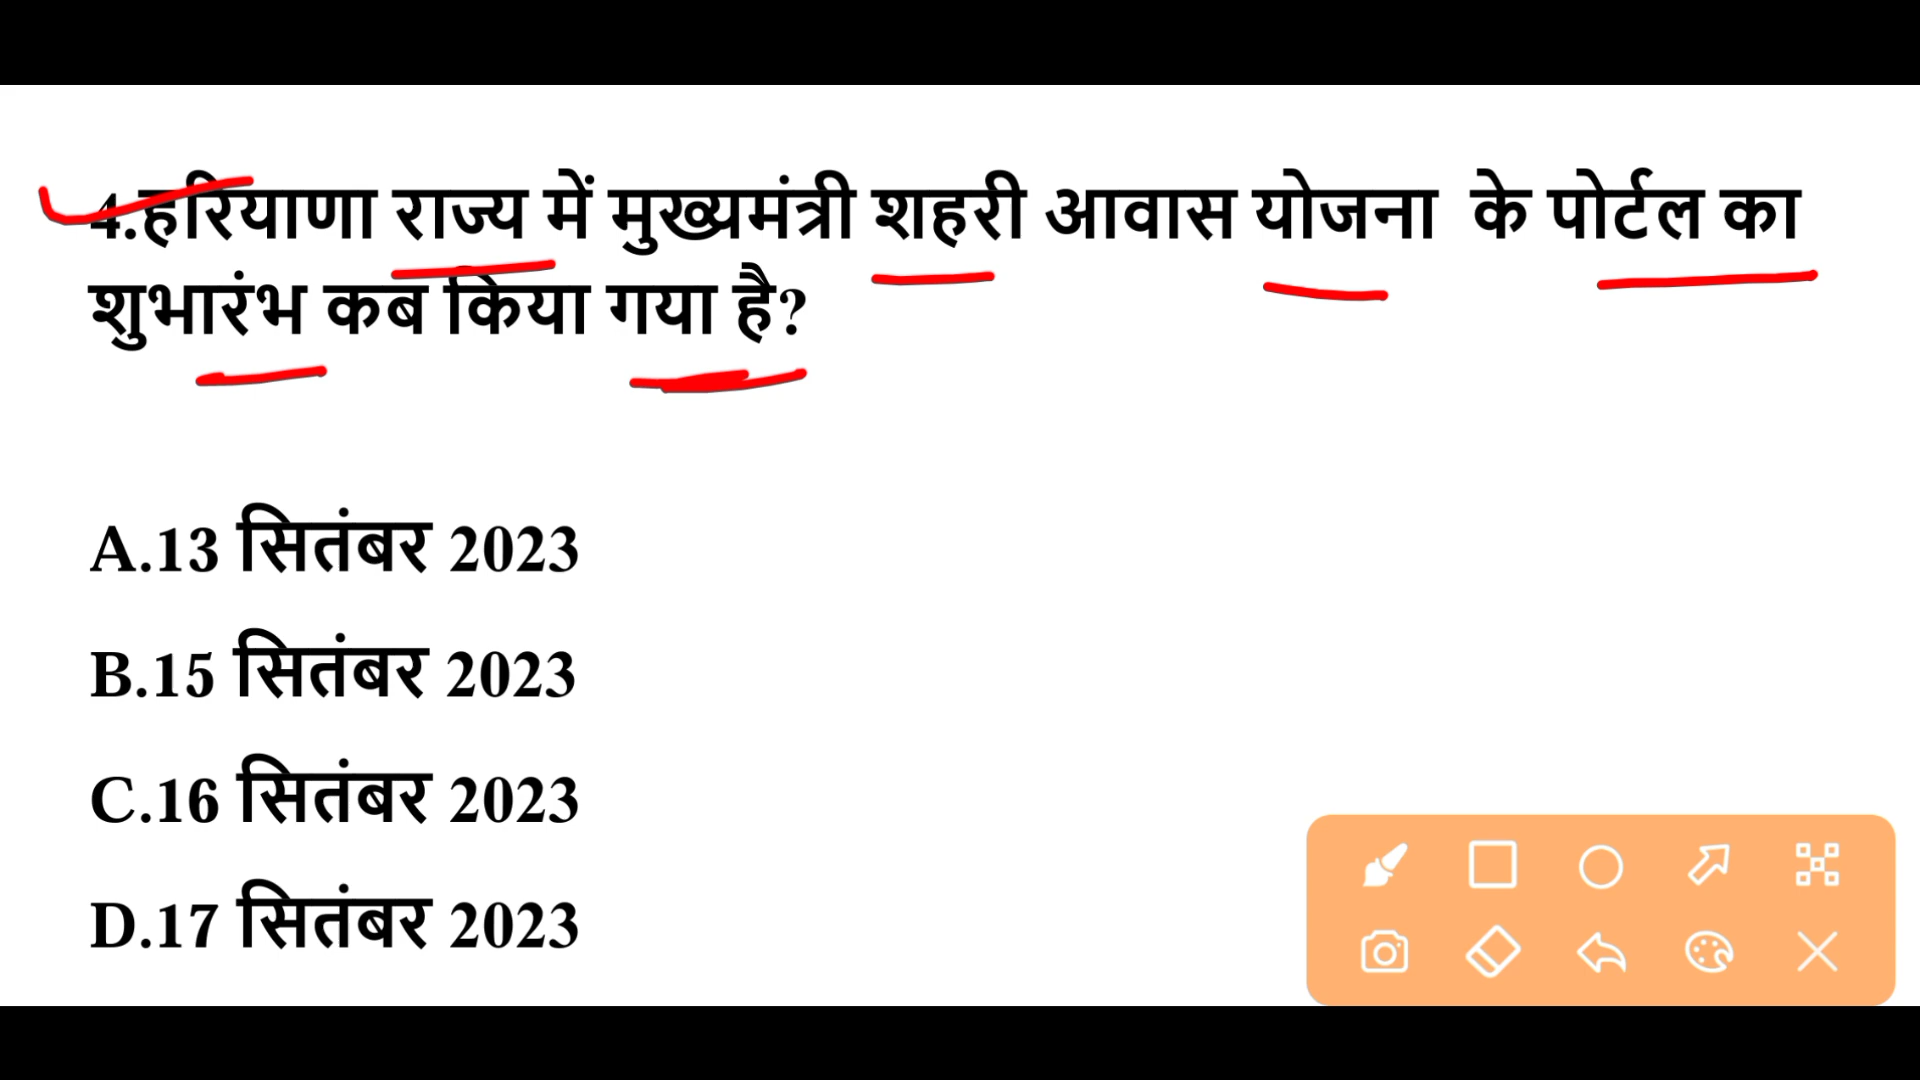 4.हरियाणा राज्य में मुख्यमंत्री शहरी आवास योजना के पोर्टल का
शुभारंभ कब किया गया है?
A.13 सितंबर 2023
B.15 सितंबर 2023
C.16 सितंबर 2023
D.17 सितंबर 2023